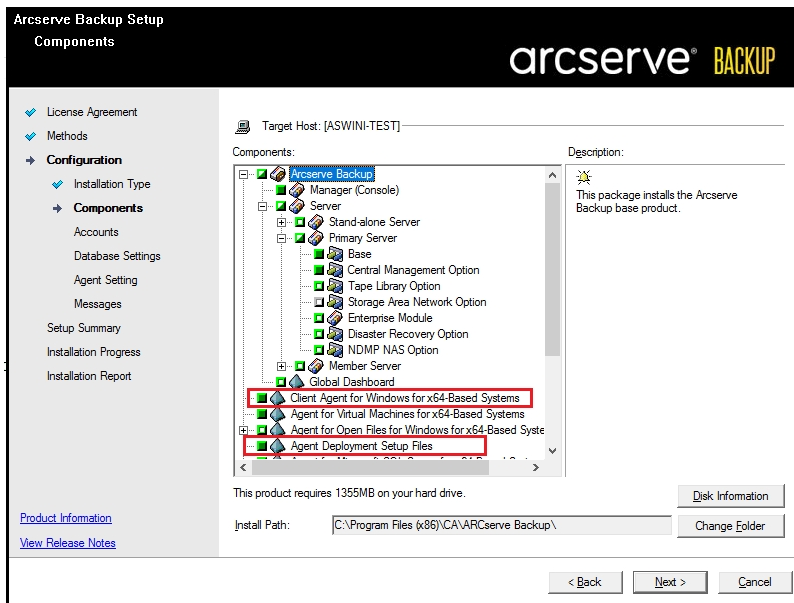 Arcserve Backup Setup
Components
arcserve® BACKUP
License Agreement
Methods
Configuration
Installation Type
Components
Accounts
Database Settings
Agent Setting
Messages
Setup Summary
Installation Progress
Installation Report
Product Information
View Release Notes
Target Host: [ASWINI-TEST]
Components:
Arcserve Backup
Manager (Console)
Server
Stand-alone Server
Primary Server
Base
Central Management Option
Tape Library Option
Storage Area Network Option
Enterprise Module
Disaster Recovery Option
NDMP NAS Option
Member Server
Global Dashboard
Client Agent for Windows for x64-Based Systems
Agent for Virtual Machines for x64-Based Systems
Agent for Open Files for Windows for x64-Based Syste
Agent Deployment Setup Files
Description:
This package installs the Arcserve
Backup base product.
This product requires 1355MB on your hard drive.
Disk Information
Install Path:
C:\Program Files (x86)\CA\ARCserve Backup\
Change Folder
< Back
Next >
Cancel